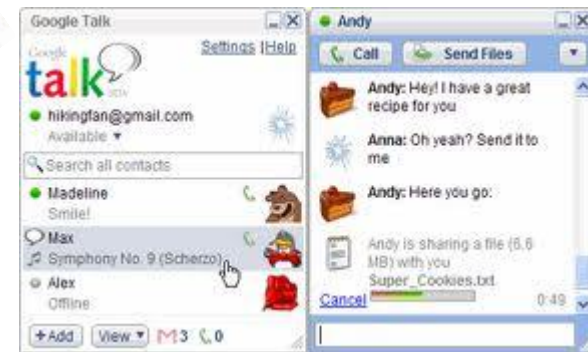 Google Talk
Settings | Help
Google
talk
hikingfan@gmail.com
Available
Search all contacts
Madeline
Smile!
Max
Symphony No. 9 (Scherzo)
Alex
Offline
+Add View 3 0
Andy
Call Send Files
Andy: Hey! I have a great
recipe for you
Anna: Oh yeah? Send it to
me
Andy: Here you go:
Andy is sharing a file (6.6
MB) with you
Super_Cookies.txt
Cancel 0:49